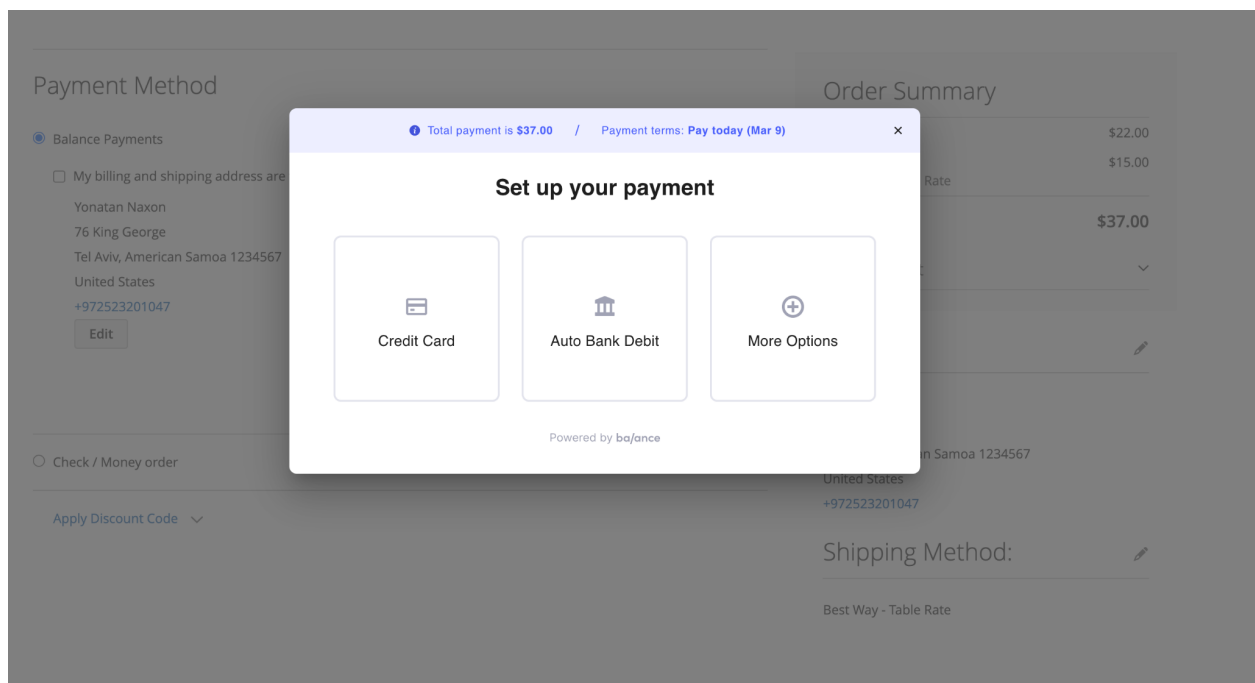 Payment Method
Balance Payments
My billing and shipping address are
Yonatan Naxon
76 King George
Tel Aviv, American Samoa 1234567
United States
+972523201047
Edit
Check / Money order
Apply Discount Code
Total payment is $37.00 / Payment terms: Pay today (Mar 9)
Set up your payment
Credit Card
Auto Bank Debit
More Options
Powered by ba/ance
Order Summary
$22.00
$15.00
Rate
$37.00
Samoa 1234567
United States
+972523201047
Shipping Method:
Best Way - Table Rate